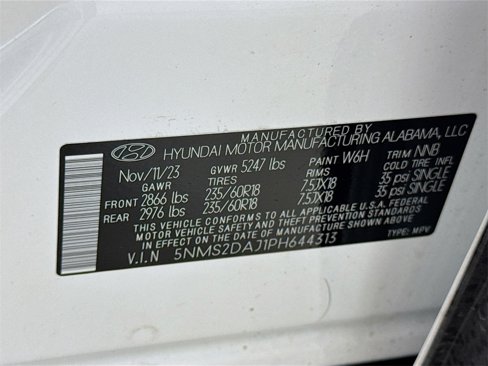 MANUFACTURED BY
HYUNDAI MOTOR MANUFACTURING ALABAMA, LLC
Nov/11/23 GVWR 5247 lbs PAINT W6H TRIM NNB
GAWR TIRES RIMS COLD TIRE INFL
FRONT 2866 lbs 235/60R18 7.5JX18 35 psi SINGLE
REAR 2976 lbs 235/60R18 7.5JX18 35 psi SINGLE
THIS VEHICLE CONFORMS TO ALL APPLICABLE U.S.A. FEDERAL
MOTOR VEHICLE SAFETY AND THEFT PREVENTION STANDARDS
IN EFFECT ON THE DATE OF MANUFACTURE SHOWN ABOVE.
V.I.N 5NMS2DAJ1PH644313 TYPE: MPV